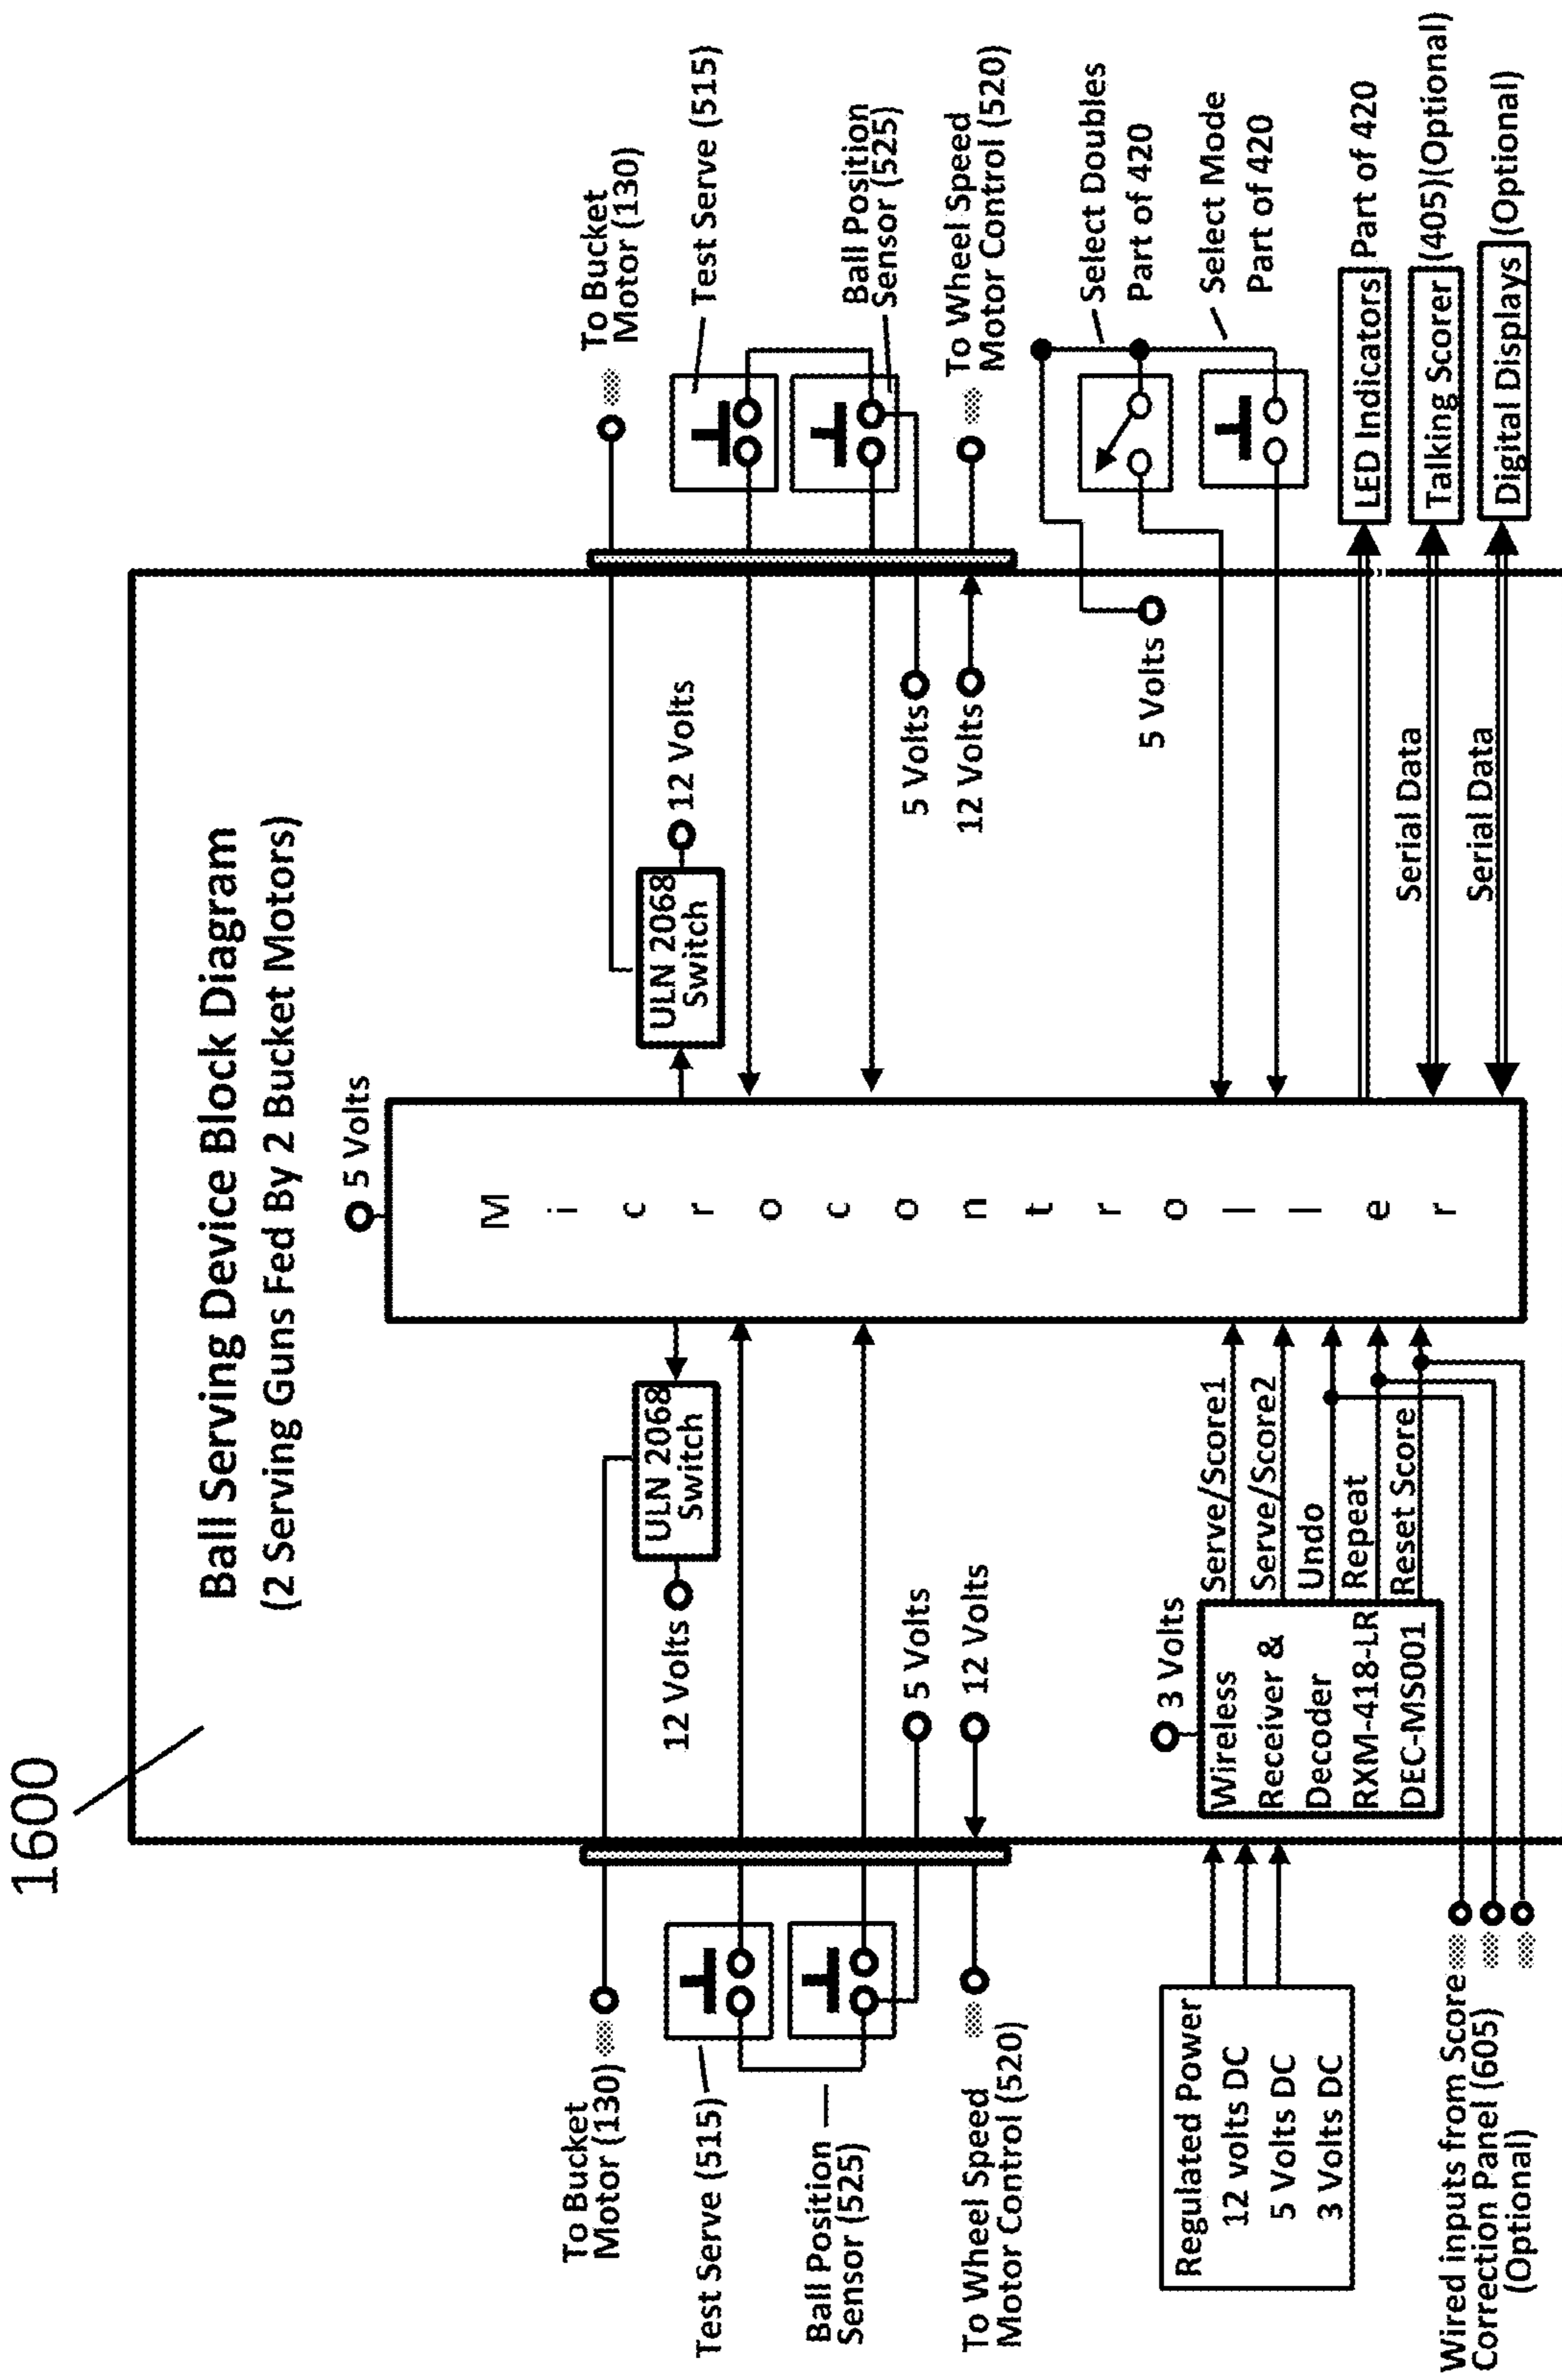 1600
Ball Serving Device Block Diagram
(2 Serving Guns Fed By 2 Bucket Motors)
5 Volts
Microcontroller
To Bucket
Motor (130)
Test Serve (515)
Ball Position
Sensor (525)
To Wheel Speed
Motor Control (520)
12 Volts
ULN 2068
Switch
5 Volts
12 Volts
Regulated Power
12 volts DC
5 Volts DC
3 Volts DC
3 Volts
Wireless
Receiver &
Decoder
RXM-418-LR
DEC-MS001
Serve/Score1
Serve/Score2
Undo
Repeat
Reset Score
Wired inputs from Score
Correction Panel (605)
(Optional)
ULN 2068
Switch
12 Volts
5 Volts
12 Volts
5 Volts
Serial Data
Serial Data
To Bucket
Motor (130)
Test Serve (515)
Ball Position
Sensor (525)
To Wheel Speed
Motor Control (520)
Select Doubles
Part of 420
Select Mode
Part of 420
LED Indicators Part of 420
Talking Scorer (405)(Optional)
Digital Displays (Optional)